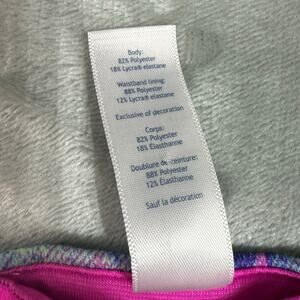 Body:
82% Polyester
18% Lycra® elastane
Waistband lining:
88% Polyester
12% Lycra® elastane
Exclusive of decoration
Corps:
82% Polyester
18% Élasthanne
Doublure de ceinture:
88% Polyester
12% Élasthanne
Sauf la décoration